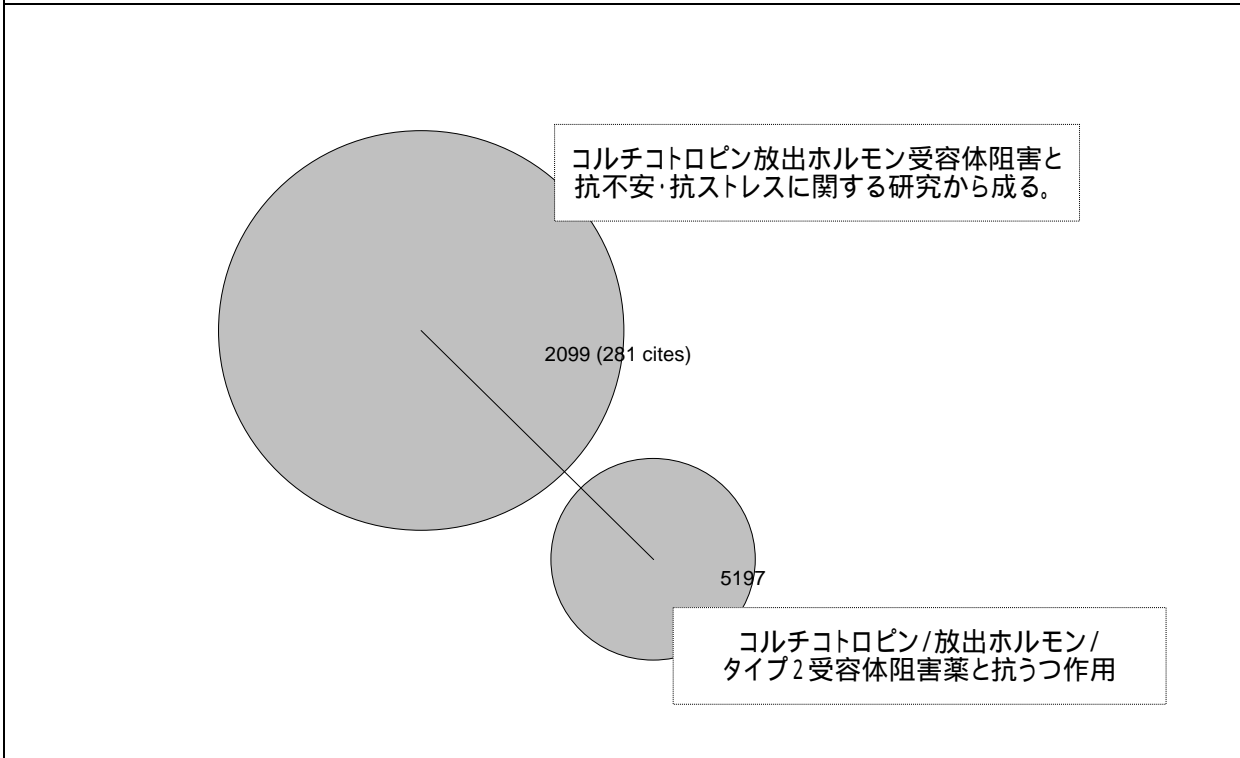 コルチコトロピン放出ホルモン受容体阻害と
抗不安･抗ストレスに関する研究から成る。
2099 (281 cites)
5197
コルチコトロピン/放出ホルモン/
タイプ2受容体阻害薬と抗うつ作用